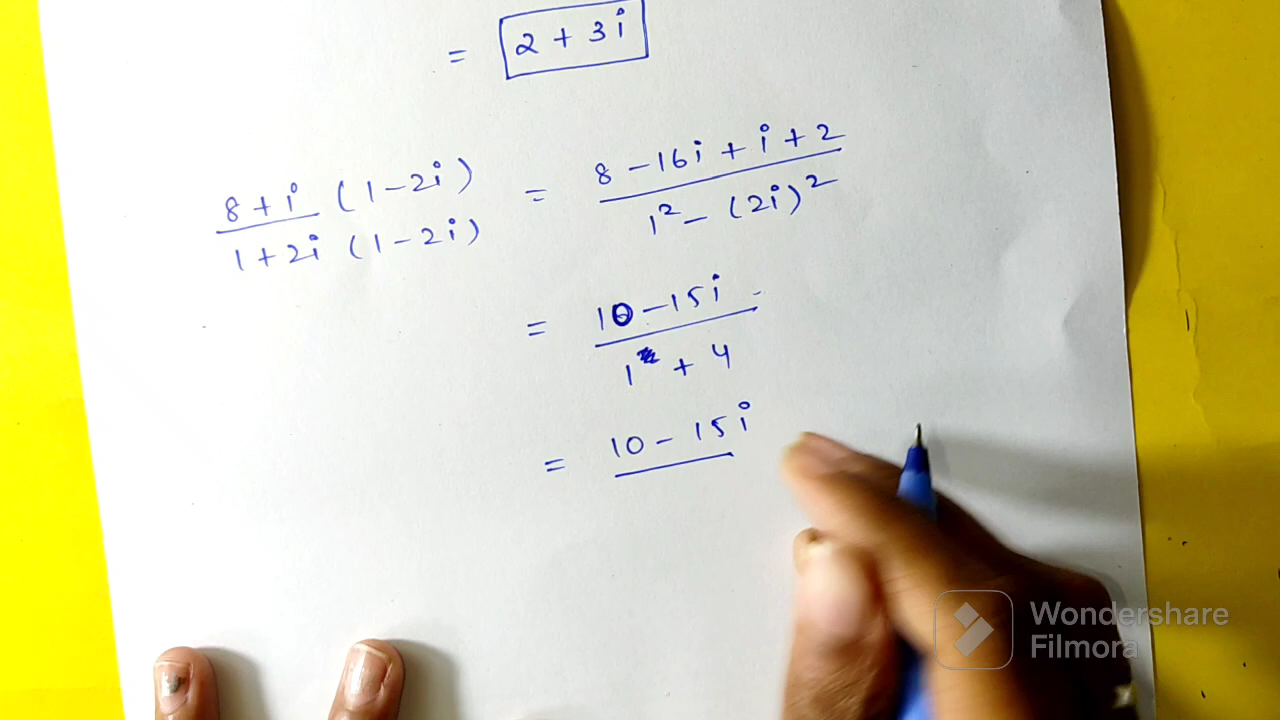 = 2 + 3i
8 + i (1 - 2i) = 8 - 16i + i + 2
1 + 2i (1 - 2i) 1² - (2i)²
= 10 - 15i
1 + 4
= 10 - 15i
Wondershare
Filmora